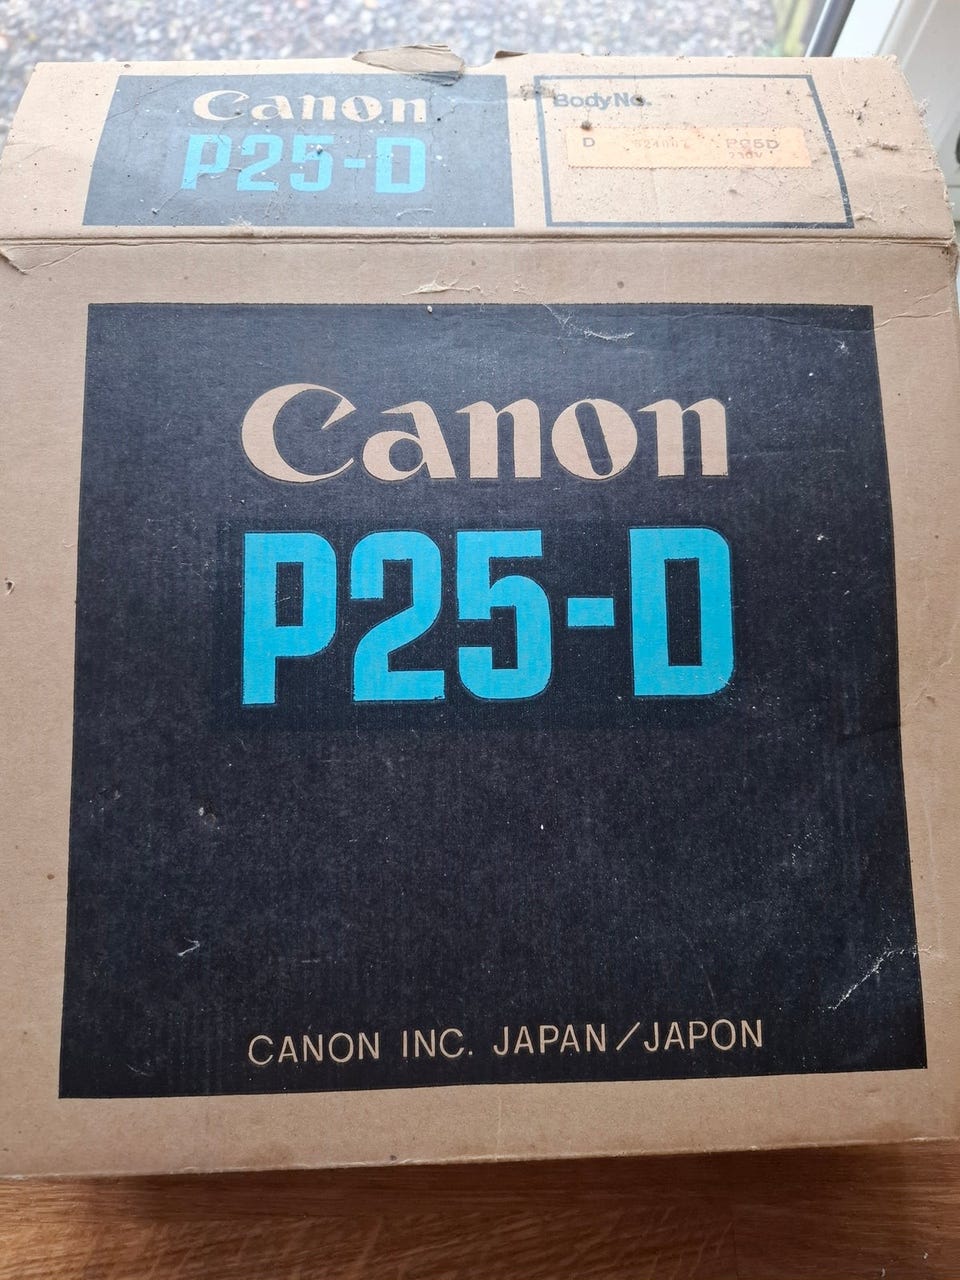 Canon
P25-D
Body No.
D P25D
230V
Canon
P25-D
CANON INC. JAPAN/JAPON